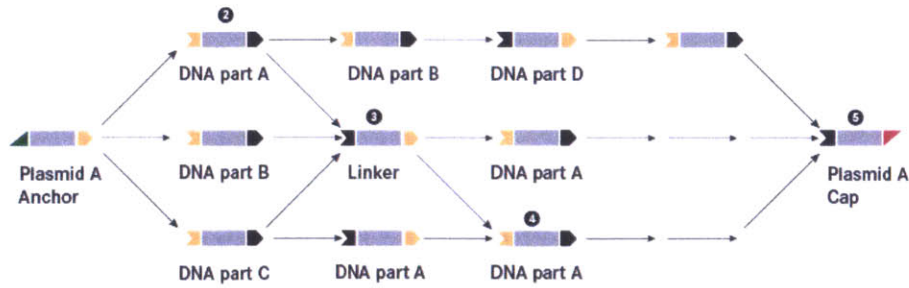 2
DNA part A
DNA part B
DNA part D
3
5
Plasmid A
Anchor
DNA part B
Linker
DNA part A
Plasmid A
Cap
4
DNA part C
DNA part A
DNA part A